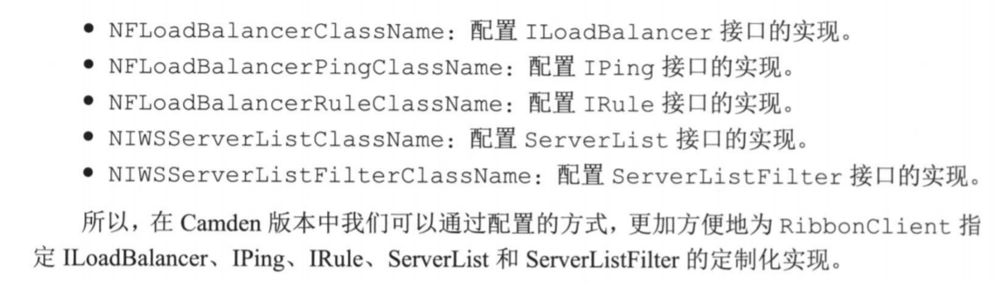 • NFLoadBalancerClassName: 配置 ILoadBalancer 接口的实现。
• NFLoadBalancerPingClassName: 配置 IPing 接口的实现。
• NFLoadBalancerRuleClassName: 配置 IRule 接口的实现。
• NIWSServerListClassName: 配置 ServerList 接口的实现。
• NIWSServerListFilterClassName: 配置 ServerListFilter 接口的实现。
所以，在 Camden 版本中我们可以通过配置的方式，更加方便地为 RibbonClient 指
定 ILoadBalancer、IPing、IRule、ServerList 和 ServerListFilter 的定制化实现。